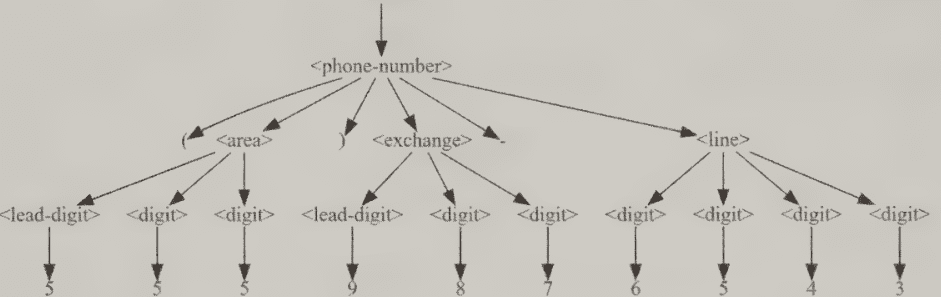 <phone-number>
( <area> ) <exchange> - <line>
<lead-digit> <digit> <digit> <lead-digit> <digit> <digit> <digit> <digit> <digit> <digit>
5 5 5 9 8 7 6 5 4 3